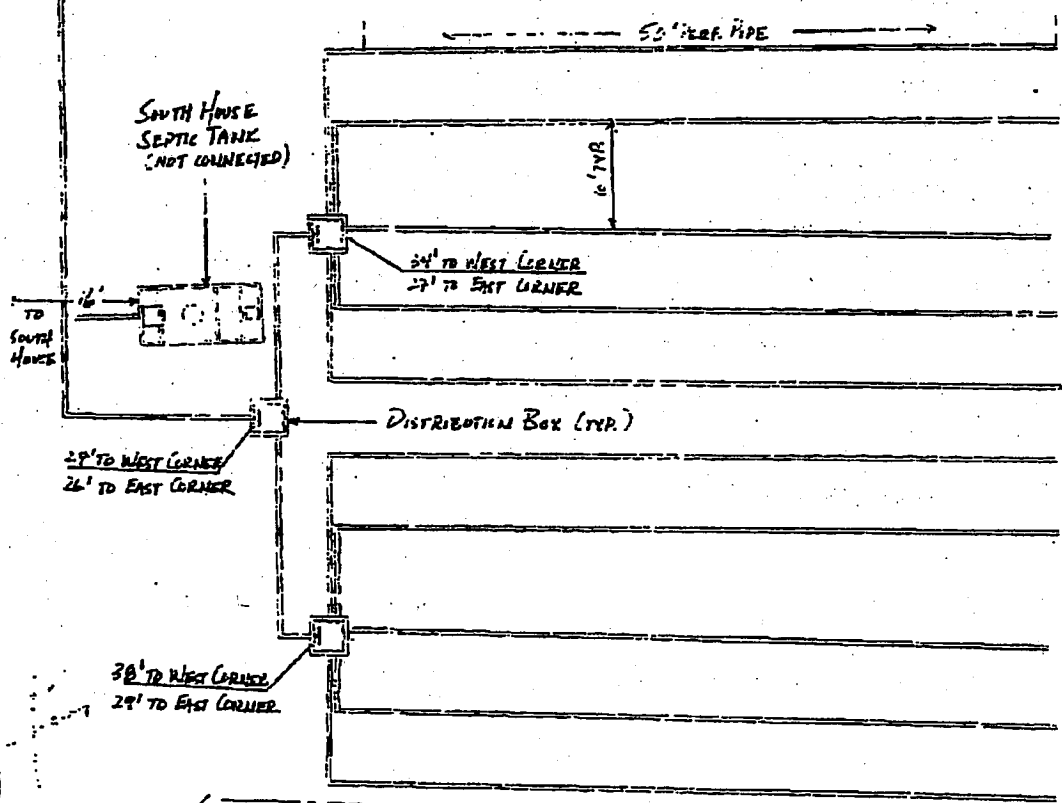 50' PERF. PIPE
SOUTH HOUSE
SEPTIC TANK
(NOT CONNECTED)
10' TYP.
34' TO WEST CORNER
27' TO EAST CORNER
16'
TO
SOUTH
HOUSE
DISTRIBUTION BOX (TYP.)
29' TO WEST CORNER
26' TO EAST CORNER
38' TO WEST CORNER
29' TO EAST CORNER